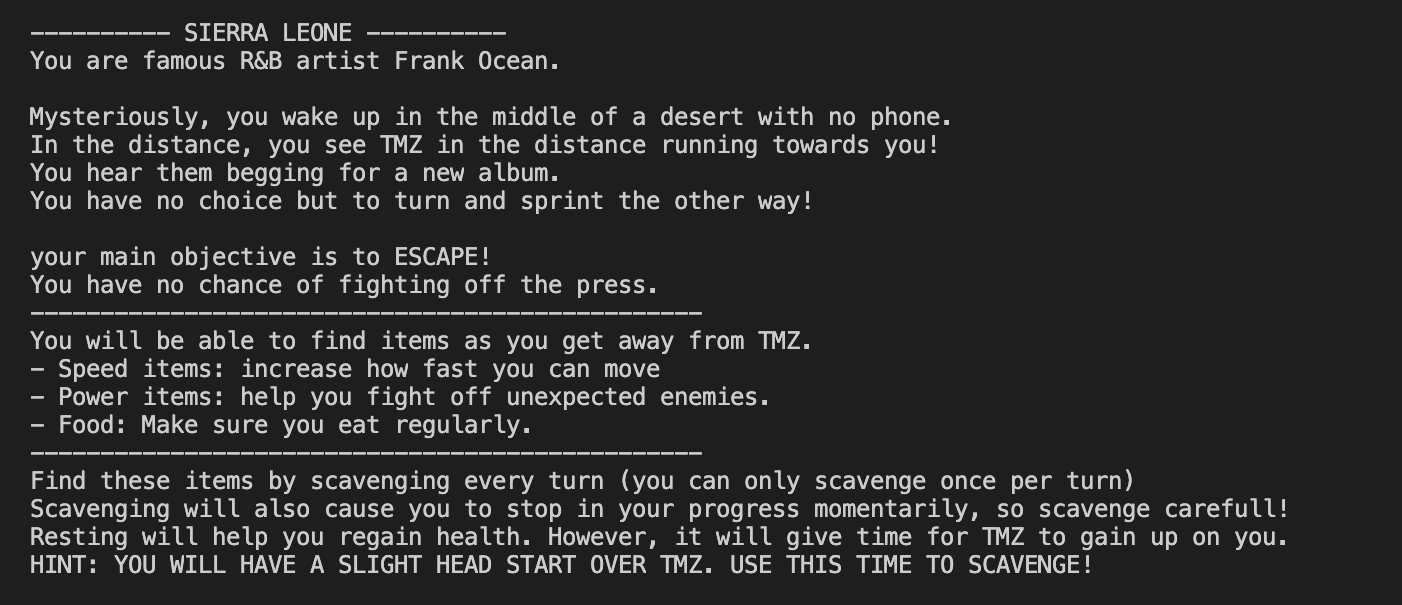 ---------- SIERRA LEONE ----------
You are famous R&B artist Frank Ocean.
Mysteriously, you wake up in the middle of a desert with no phone.
In the distance, you see TMZ in the distance running towards you!
You hear them begging for a new album.
You have no choice but to turn and sprint the other way!
your main objective is to ESCAPE!
You have no chance of fighting off the press.
------------------------------------------------
You will be able to find items as you get away from TMZ.
- Speed items: increase how fast you can move
- Power items: help you fight off unexpected enemies.
- Food: Make sure you eat regularly.
------------------------------------------------
Find these items by scavenging every turn (you can only scavenge once per turn)
Scavenging will also cause you to stop in your progress momentarily, so scavenge carefull!
Resting will help you regain health. However, it will give time for TMZ to gain up on you.
HINT: YOU WILL HAVE A SLIGHT HEAD START OVER TMZ. USE THIS TIME TO SCAVENGE!